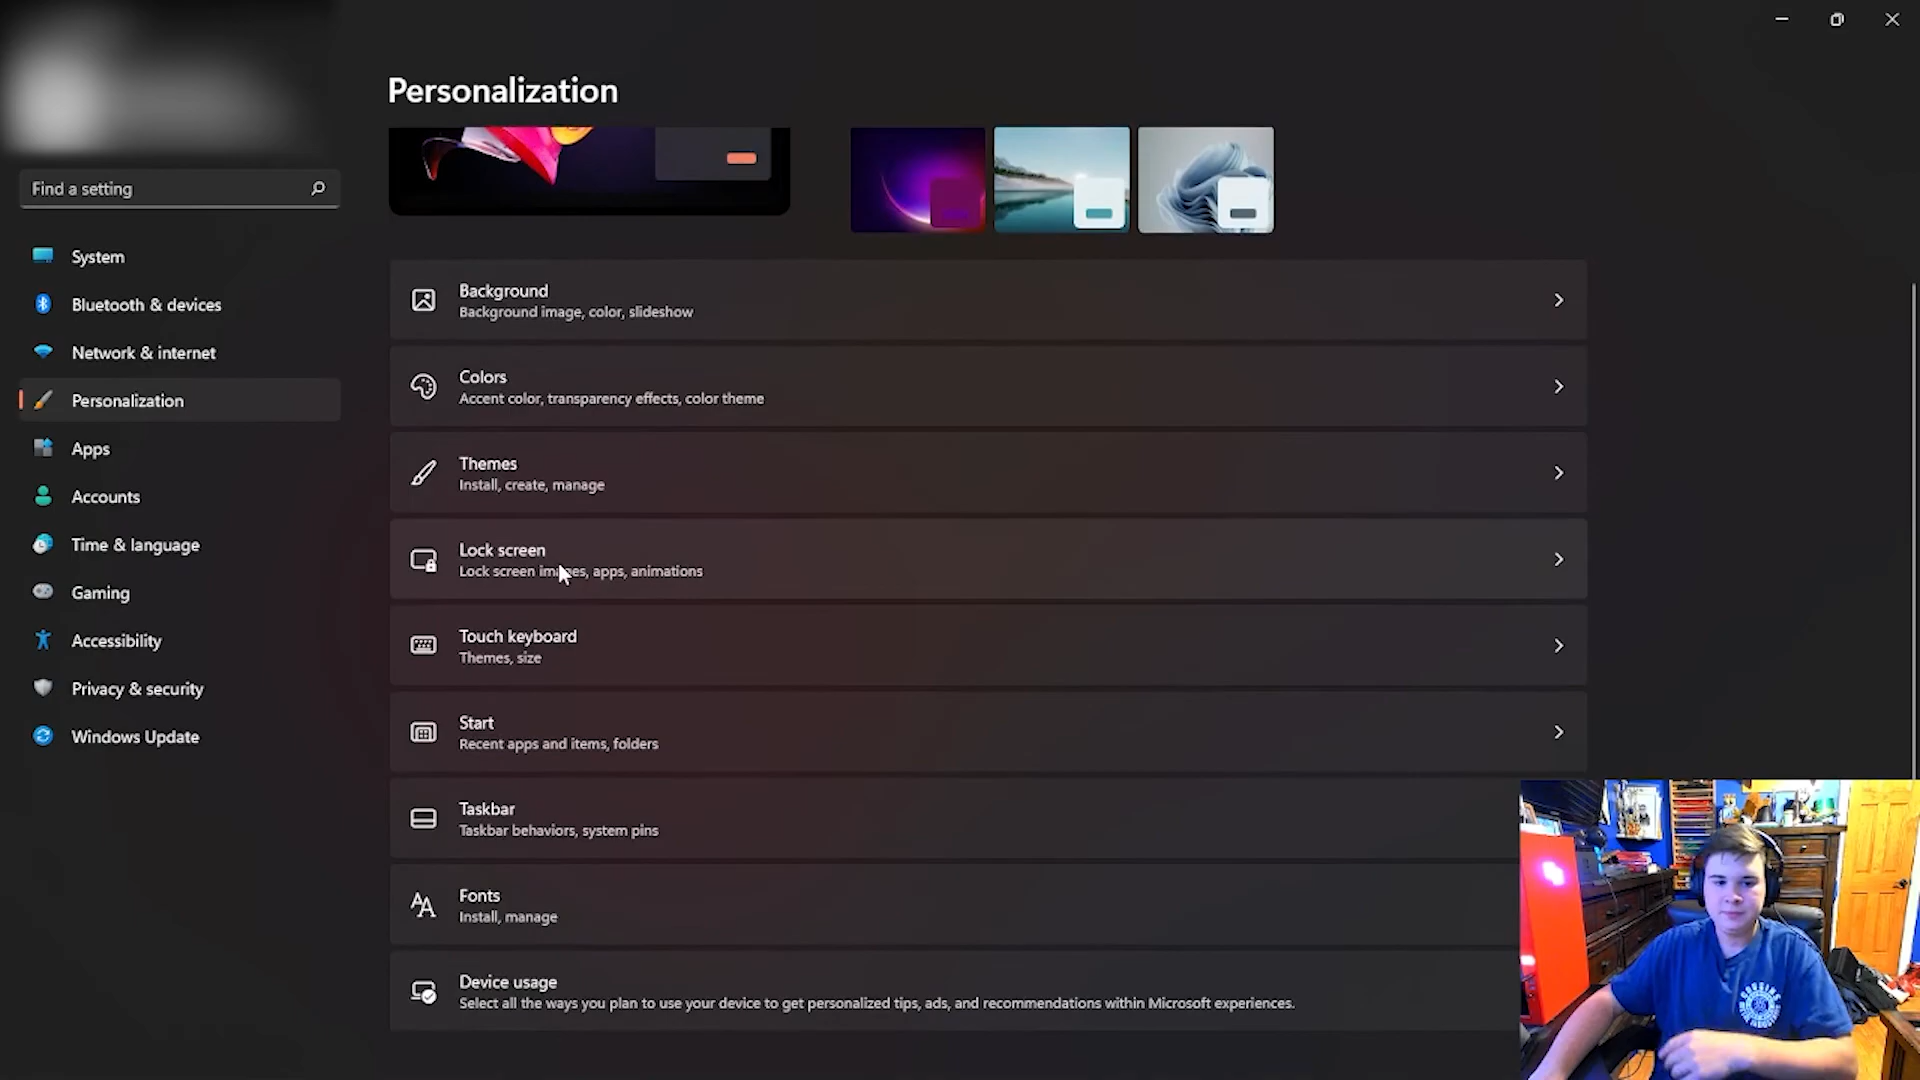 Personalization
Find a setting
System
Bluetooth & devices
Network & internet
Personalization
Apps
Accounts
Time & language
Gaming
Accessibility
Privacy & security
Windows Update
Background
Background image, color, slideshow
Colors
Accent color, transparency effects, color theme
Themes
Install, create, manage
Lock screen
Lock screen images, apps, animations
Touch keyboard
Themes, size
Start
Recent apps and items, folders
Taskbar
Taskbar behaviors, system pins
Fonts
Install, manage
Device usage
Select all the ways you plan to use your device to get personalized tips, ads, and recommendations within Microsoft experiences.